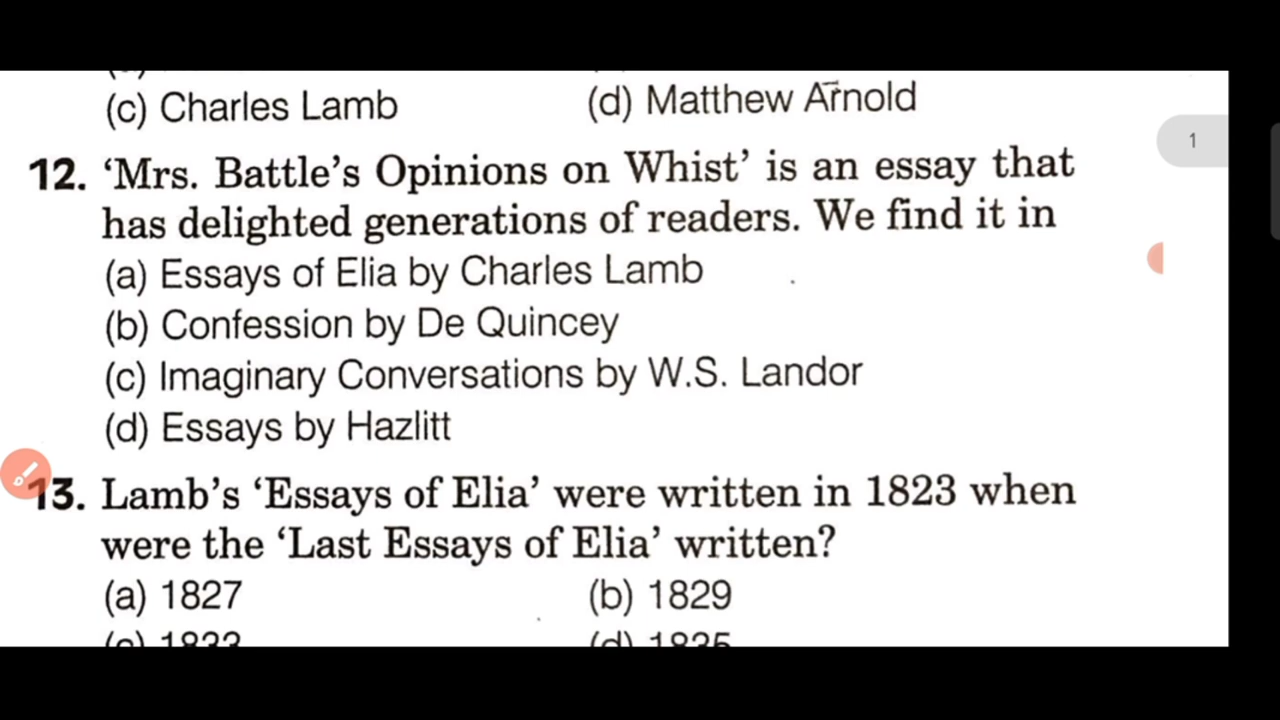 (c) Charles Lamb (d) Matthew Arnold
1
12. ‘Mrs. Battle’s Opinions on Whist’ is an essay that
has delighted generations of readers. We find it in
(a) Essays of Elia by Charles Lamb
(b) Confession by De Quincey
(c) Imaginary Conversations by W.S. Landor
(d) Essays by Hazlitt
13. Lamb’s ‘Essays of Elia’ were written in 1823 when
were the ‘Last Essays of Elia’ written?
(a) 1827 (b) 1829